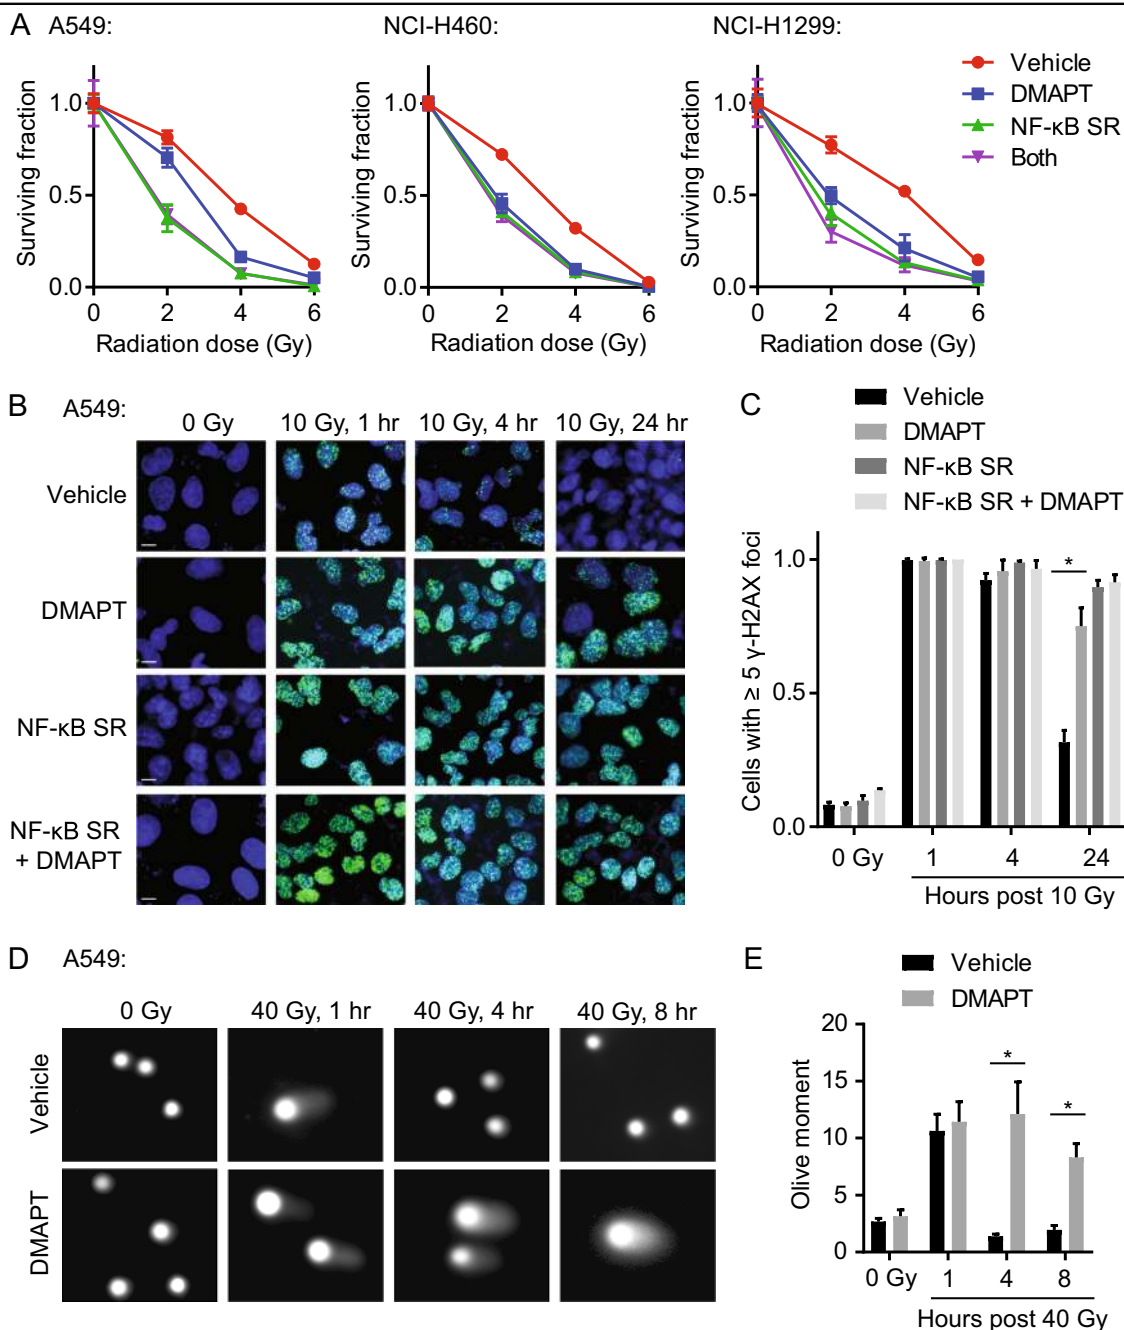 A A549: NCI-H460: NCI-H1299:
Vehicle
DMAPT
NF-κB SR
Both
Surviving fraction
1.0
0.5
0.0
0 2 4 6
Radiation dose (Gy)
Surviving fraction
1.0
0.5
0.0
0 2 4 6
Radiation dose (Gy)
Surviving fraction
1.0
0.5
0.0
0 2 4 6
Radiation dose (Gy)
B A549:
0 Gy 10 Gy, 1 hr 10 Gy, 4 hr 10 Gy, 24 hr
Vehicle
DMAPT
NF-κB SR
NF-κB SR
+ DMAPT
C
Vehicle
DMAPT
NF-κB SR
NF-κB SR + DMAPT
Cells with ≥ 5 γ-H2AX foci
1.0
0.5
0.0
*
0 Gy 1 4 24
Hours post 10 Gy
D A549:
0 Gy 40 Gy, 1 hr 40 Gy, 4 hr 40 Gy, 8 hr
Vehicle
DMAPT
E
Vehicle
DMAPT
Olive moment
20
15
10
5
0
*
*
0 Gy 1 4 8
Hours post 40 Gy